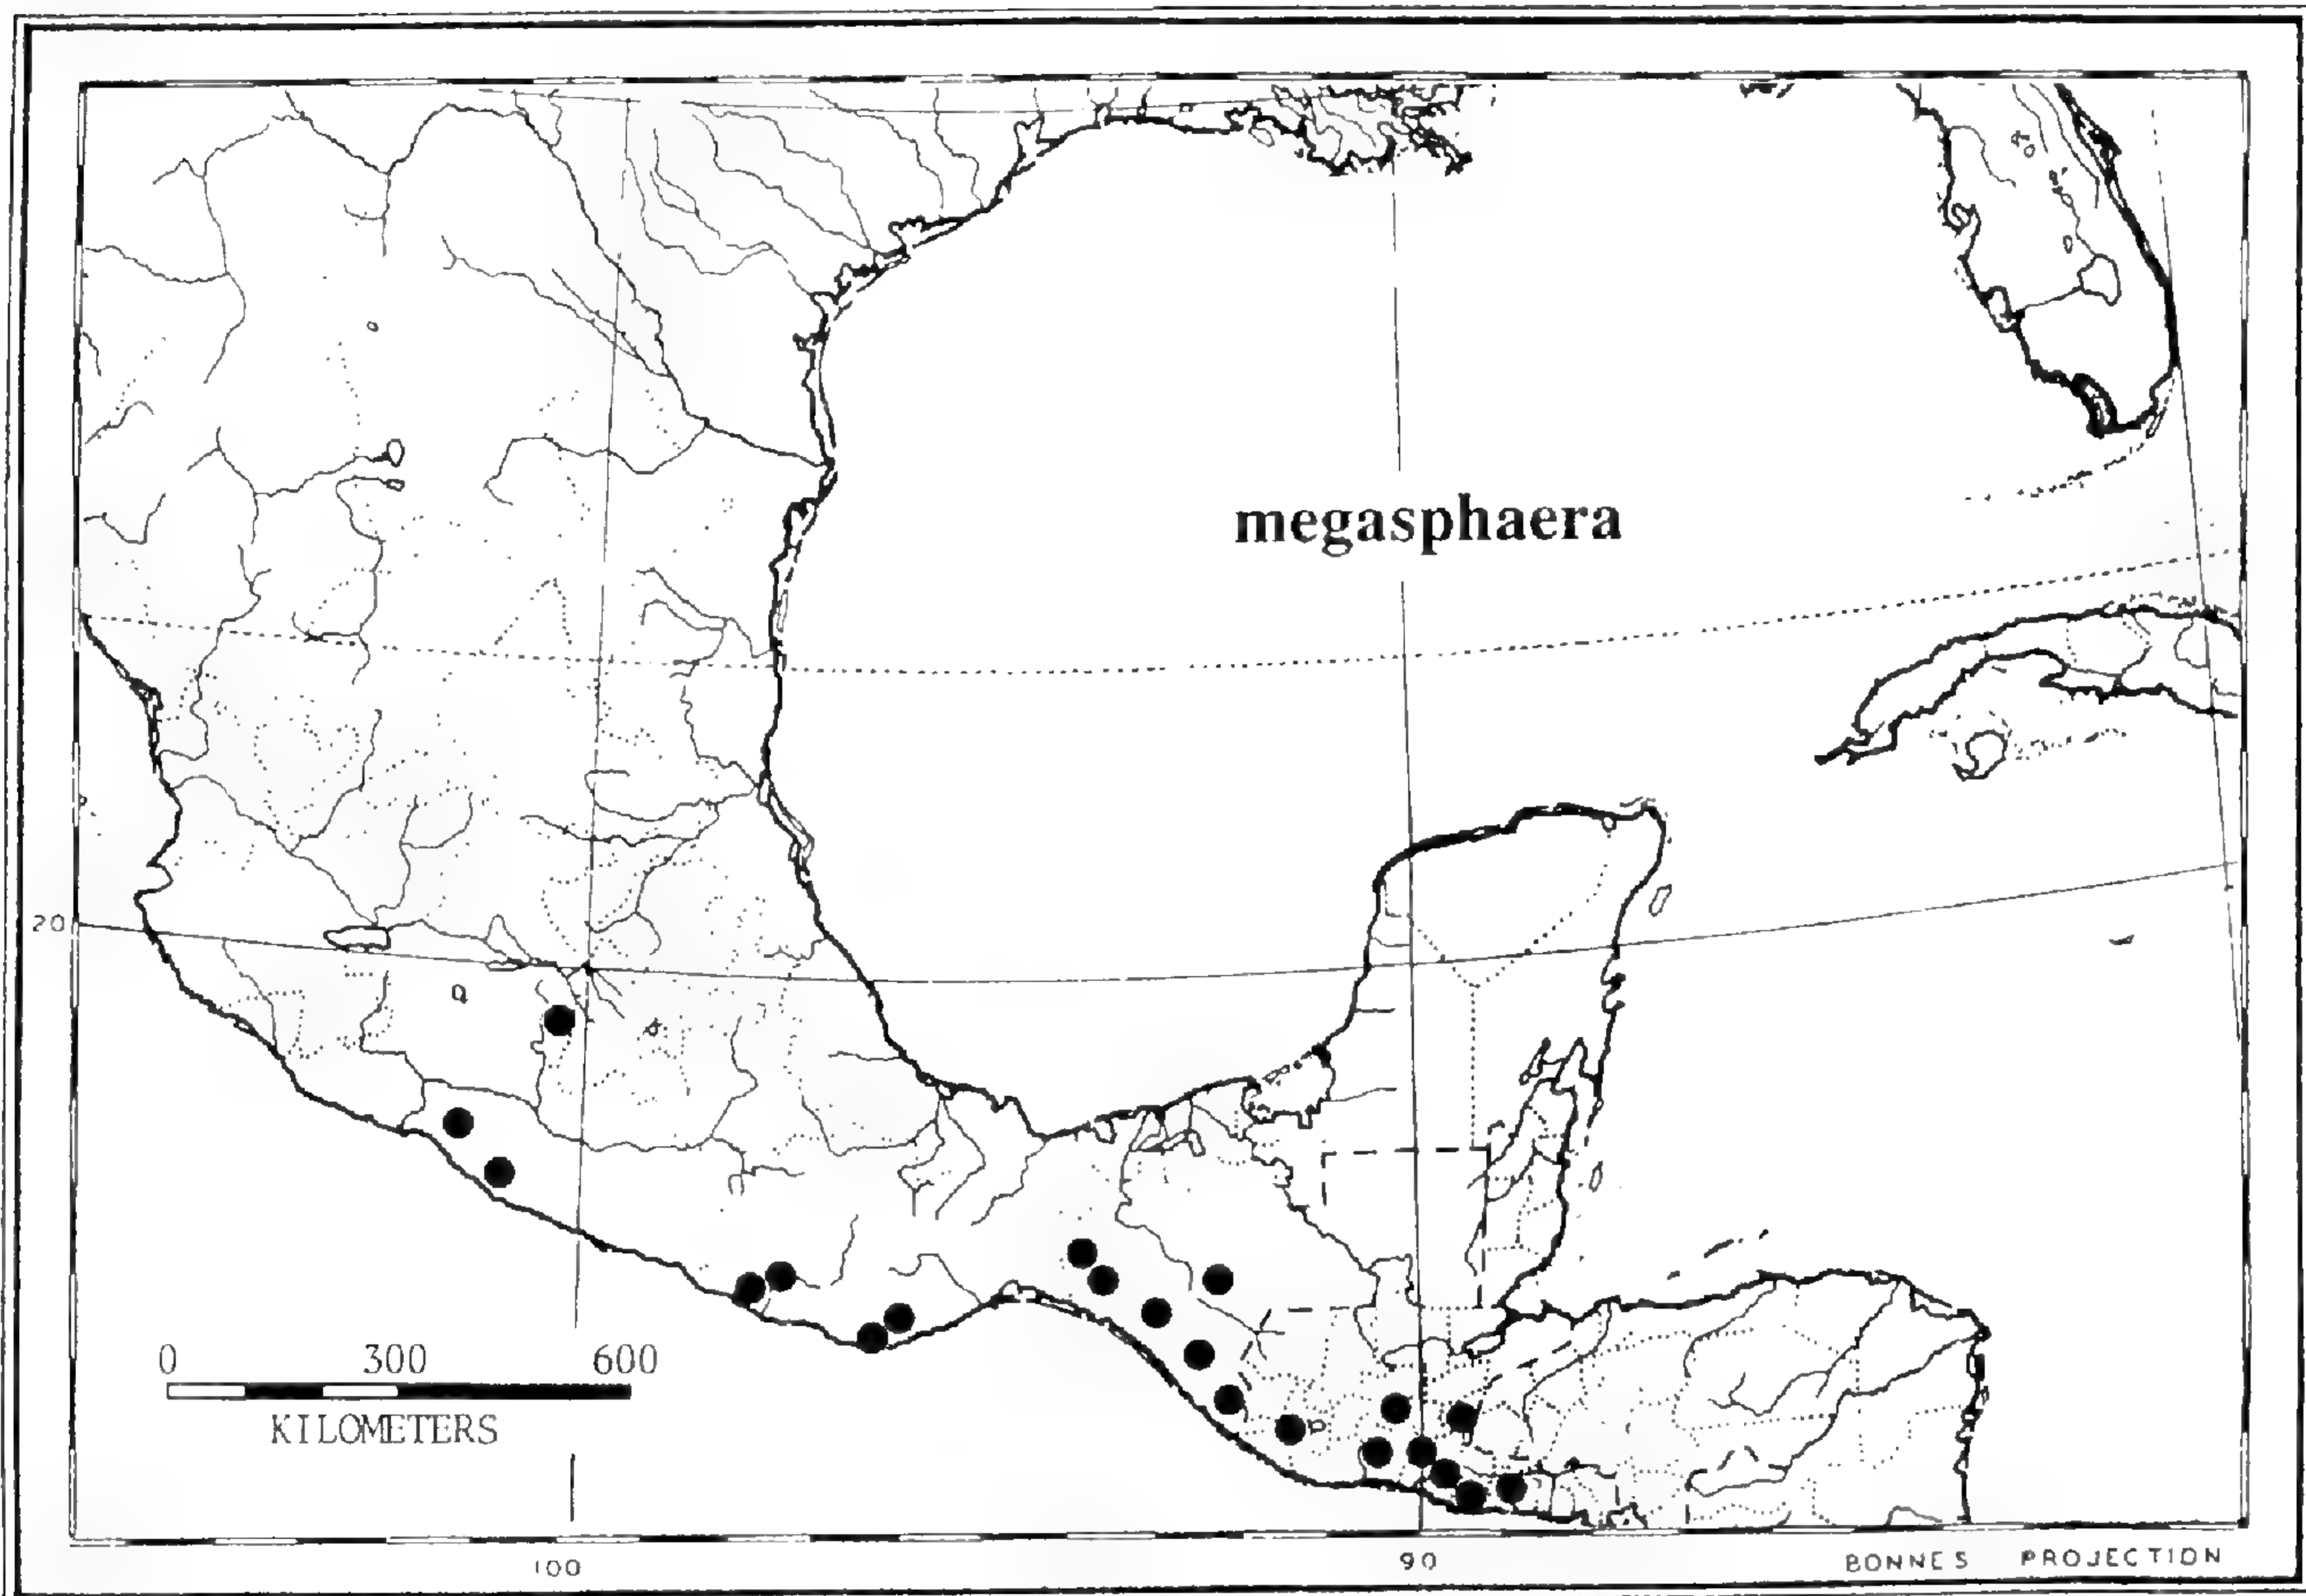 megasphaera
20
0 300 600
KILOMETERS
100 90 BONNES PROJECTION